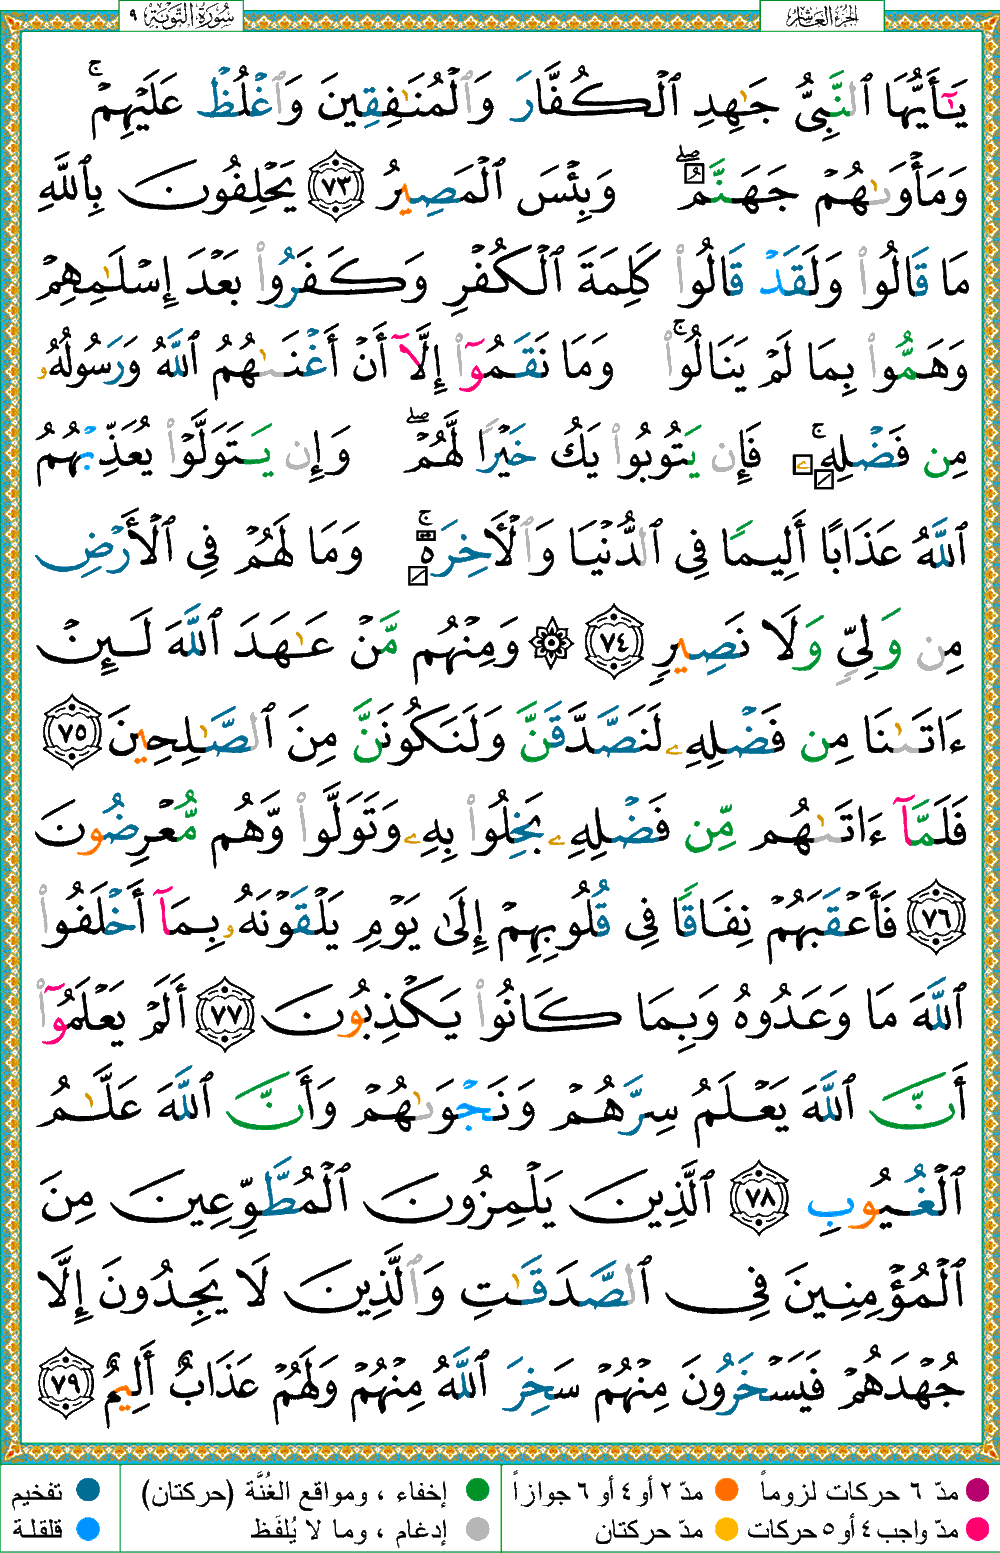 الجزء العاشر
سُورَةُ التَّوْبَةِ ٩
يَـٰٓأَيُّهَا ٱلنَّبِىُّ جَـٰهِدِ ٱلْكُفَّارَ وَٱلْمُنَـٰفِقِينَ وَٱغْلُظْ عَلَيْهِمْ ۚ
وَمَأْوَىٰهُمْ جَهَنَّمُ ۖ وَبِئْسَ ٱلْمَصِيرُ ٧٣ يَحْلِفُونَ بِٱللَّهِ
مَا قَالُوا۟ وَلَقَدْ قَالُوا۟ كَلِمَةَ ٱلْكُفْرِ وَكَفَرُوا۟ بَعْدَ إِسْلَـٰمِهِمْ
وَهَمُّوا۟ بِمَا لَمْ يَنَالُوا۟ ۚ وَمَا نَقَمُوٓا۟ إِلَّآ أَنْ أَغْنَىٰهُمُ ٱللَّهُ وَرَسُولُهُۥ
مِن فَضْلِهِۦ ۚ فَإِن يَتُوبُوا۟ يَكُ خَيْرًا لَّهُمْ ۖ وَإِن يَتَوَلَّوْا۟ يُعَذِّبْهُمُ
ٱللَّهُ عَذَابًا أَلِيمًا فِى ٱلدُّنْيَا وَٱلْأَخِرَةِ ۚ وَمَا لَهُمْ فِى ٱلْأَرْضِ
مِن وَلِىٍّ وَلَا نَصِيرٍ ٧٤ ۞ وَمِنْهُم مَّنْ عَـٰهَدَ ٱللَّهَ لَئِنْ
ءَاتَىٰنَا مِن فَضْلِهِۦ لَنَصَّدَّقَنَّ وَلَنَكُونَنَّ مِنَ ٱلصَّـٰلِحِينَ ٧٥
فَلَمَّآ ءَاتَىٰهُم مِّن فَضْلِهِۦ بَخِلُوا۟ بِهِۦ وَتَوَلَّوا۟ وَّهُم مُّعْرِضُونَ
٧٦ فَأَعْقَبَهُمْ نِفَاقًا فِى قُلُوبِهِمْ إِلَىٰ يَوْمِ يَلْقَوْنَهُۥ بِمَآ أَخْلَفُوا۟
ٱللَّهَ مَا وَعَدُوهُ وَبِمَا كَانُوا۟ يَكْذِبُونَ ٧٧ أَلَمْ يَعْلَمُوٓا۟
أَنَّ ٱللَّهَ يَعْلَمُ سِرَّهُمْ وَنَجْوَىٰهُمْ وَأَنَّ ٱللَّهَ عَلَّـٰمُ
ٱلْغُيُوبِ ٧٨ ٱلَّذِينَ يَلْمِزُونَ ٱلْمُطَّوِّعِينَ مِنَ
ٱلْمُؤْمِنِينَ فِى ٱلصَّدَقَـٰتِ وَٱلَّذِينَ لَا يَجِدُونَ إِلَّا
جُهْدَهُمْ فَيَسْخَرُونَ مِنْهُمْ سَخِرَ ٱللَّهُ مِنْهُمْ وَلَهُمْ عَذَابٌ أَلِيمٌ ٧٩
مدّ ٦ حركات لزوماً
مدّ واجب ٤ أو ٥ حركات
مدّ ٢ أو ٤ أو ٦ جوازاً
مدّ حركتان
إخفاء ، ومواقع الغُنَّة (حركتان)
إدغام ، وما لا يُلفَظ
تفخيم
قلقلة